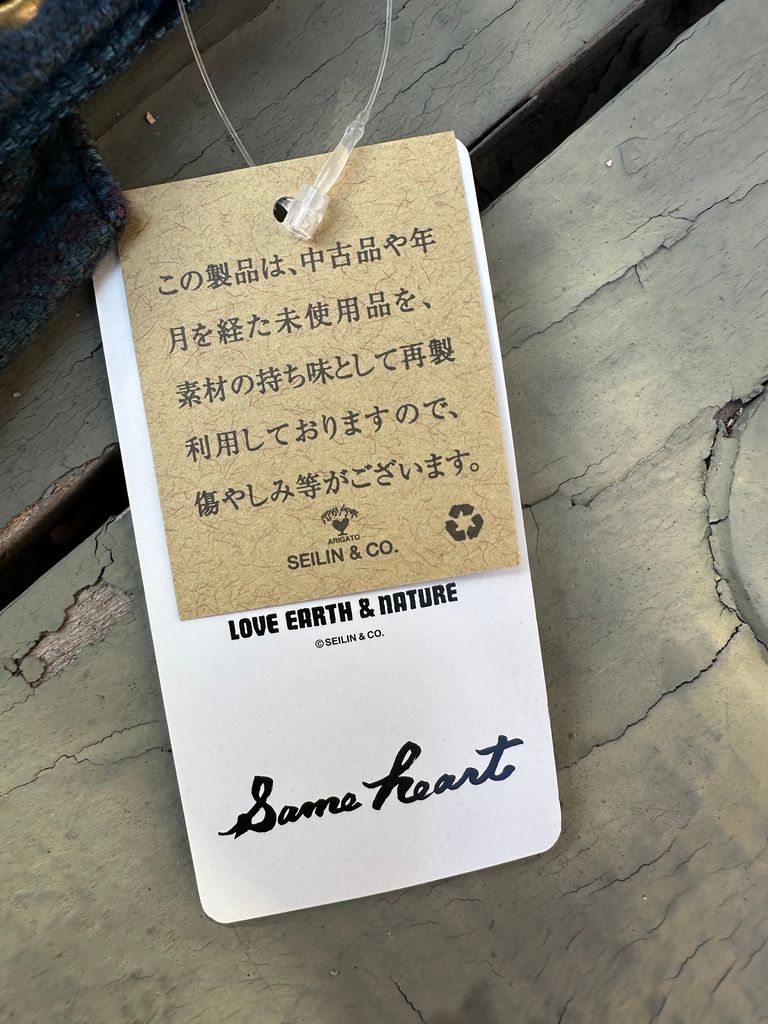 この製品は、中古品や年
月を経た未使用品を、
素材の持ち味として再製
利用しておりますので、
傷やしみ等がございます。
ARIGATO
SEILIN & CO.
LOVE EARTH & NATURE
©SEILIN & CO.
Same heart